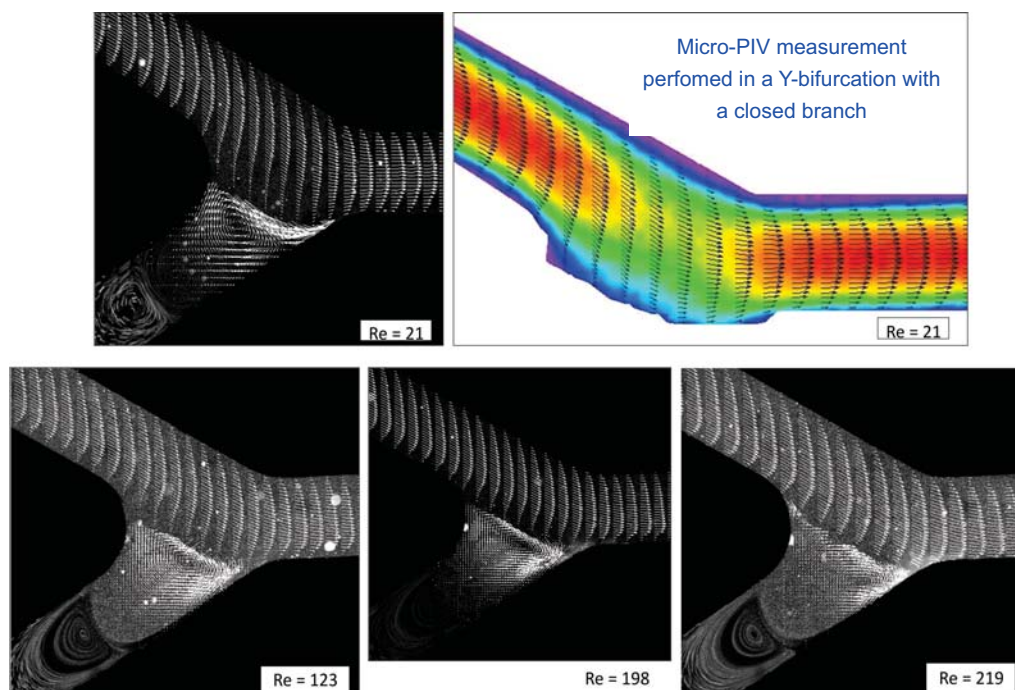 Micro-PIV measurement
perfomed in a Y-bifurcation with
a closed branch
Re = 21
Re = 21
Re = 123
Re = 198
Re = 219